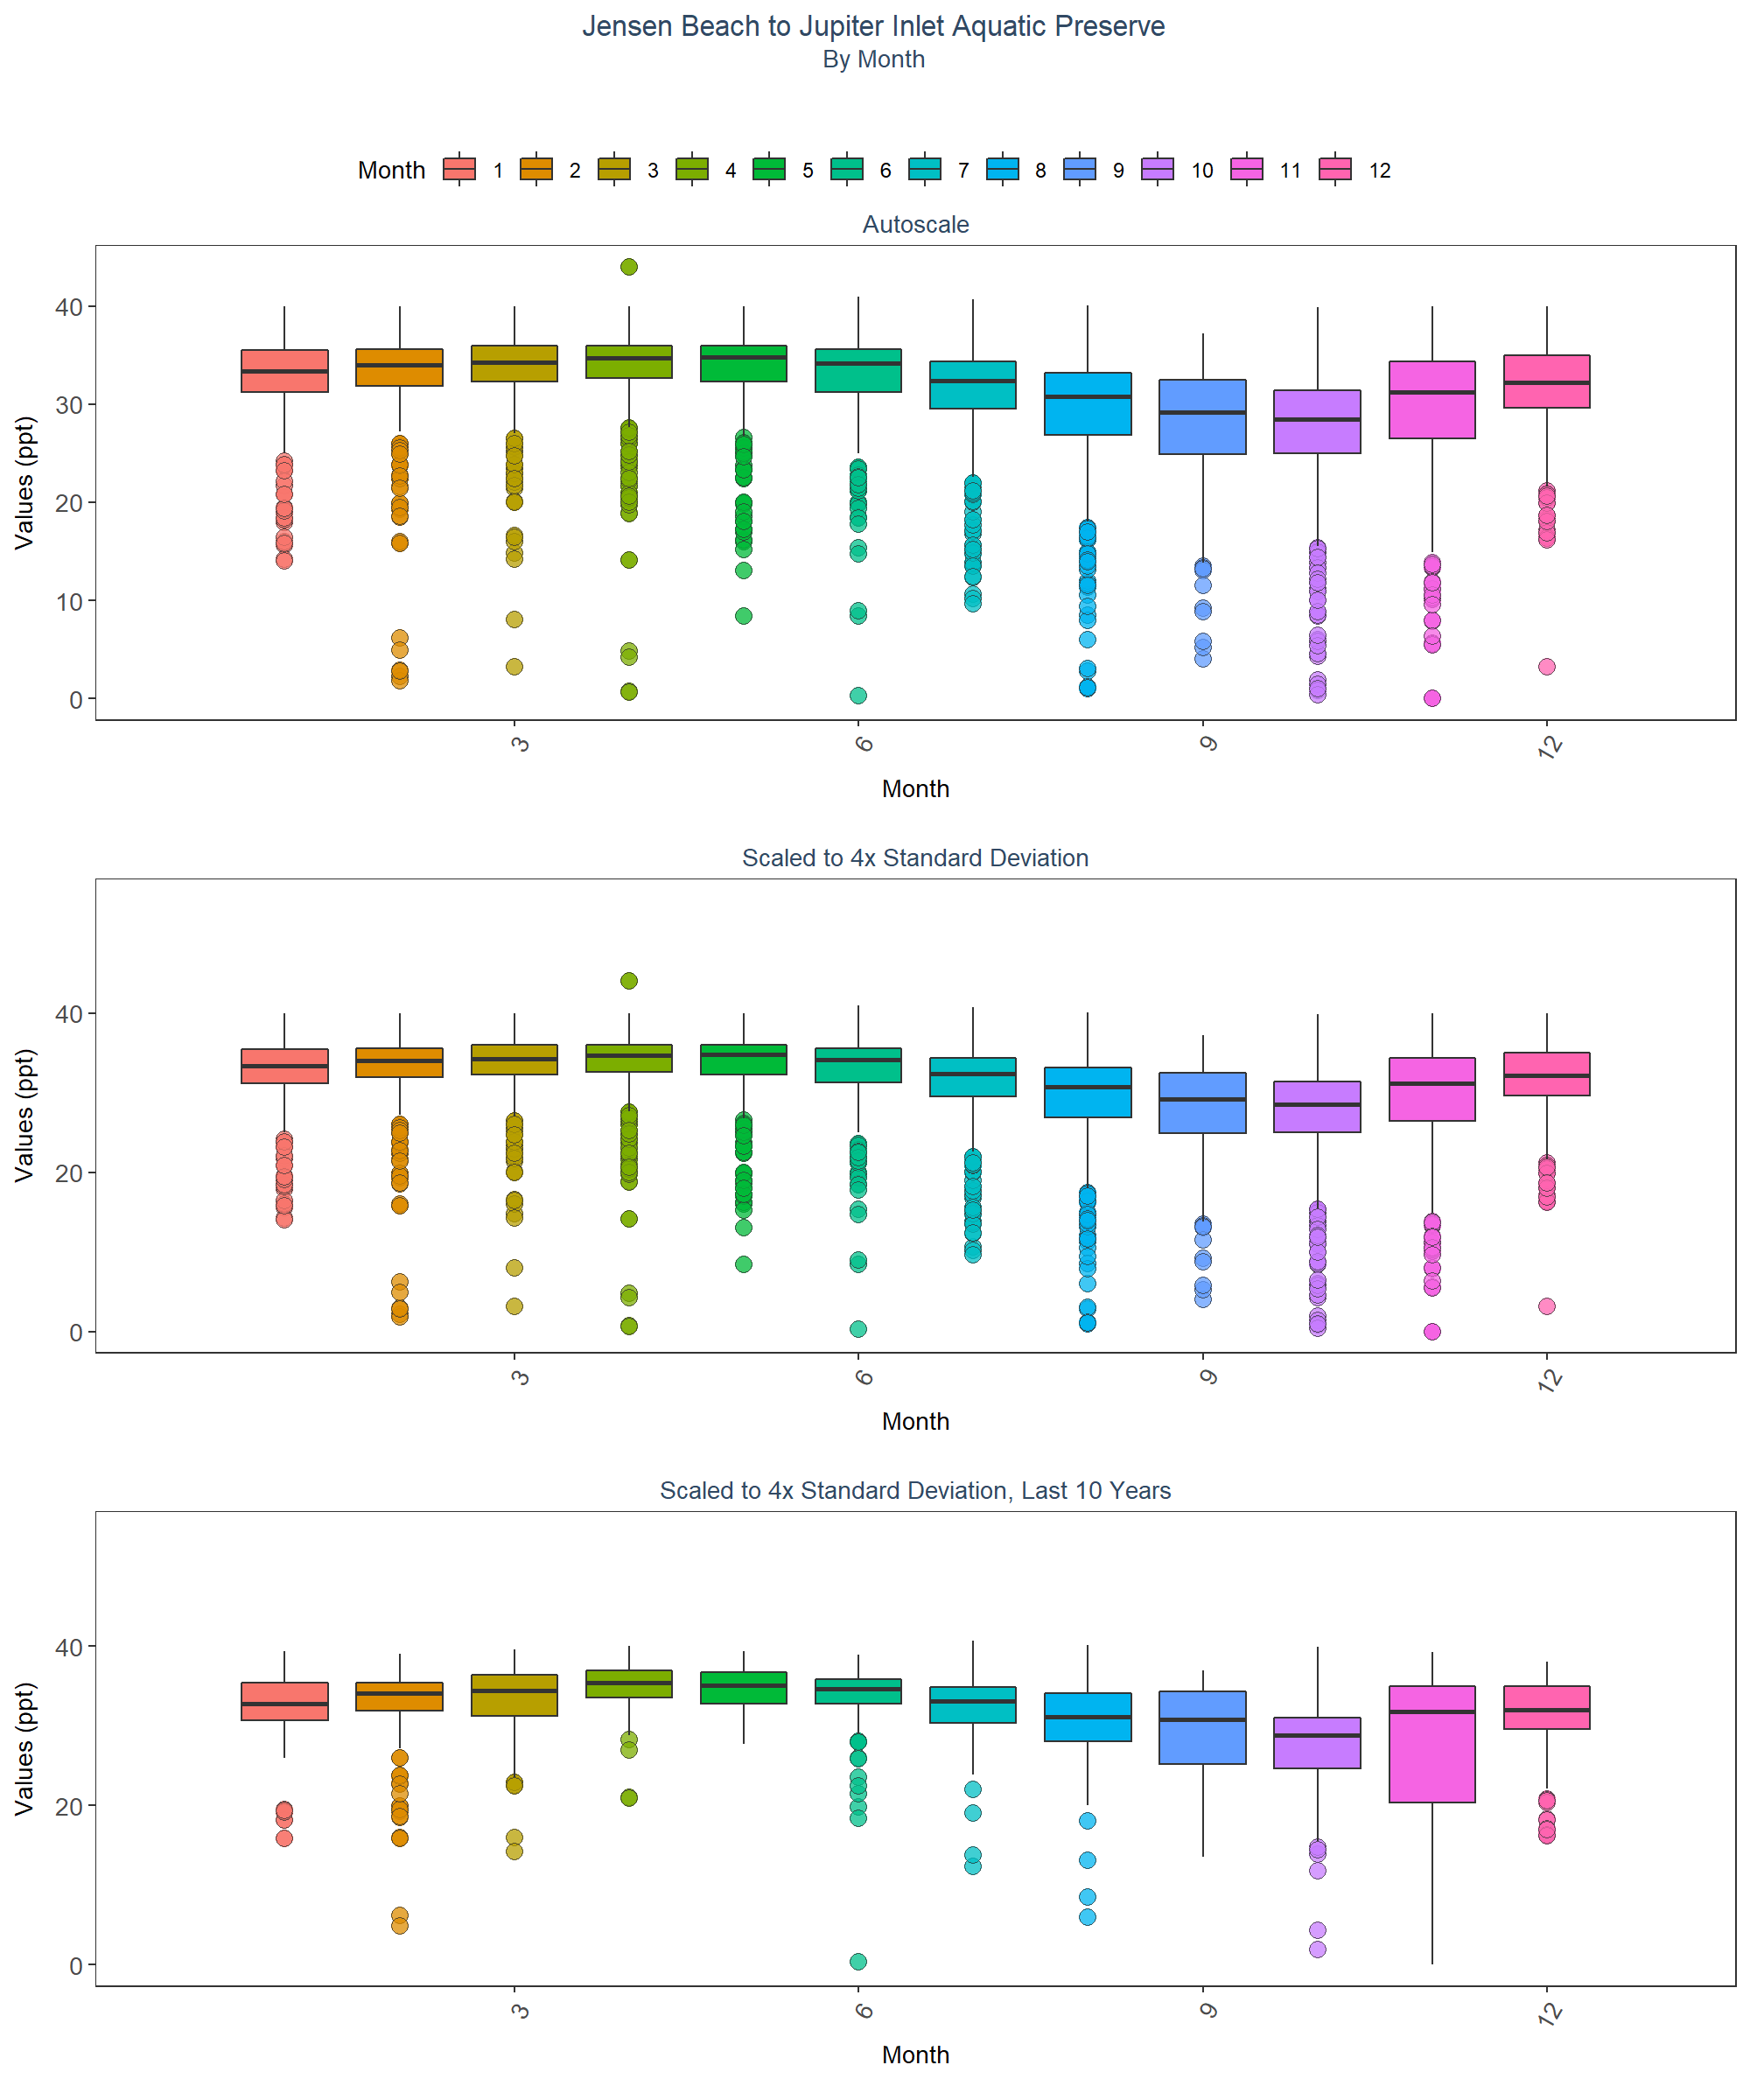 Jensen Beach to Jupiter Inlet Aquatic Preserve
By Month
Month 1 2 3 4 5 6 7 8 9 10 11 12
Autoscale
Values (ppt)
40
30
20
10
0
3 6 9 12
Month
Scaled to 4x Standard Deviation
Values (ppt)
40
20
0
3 6 9 12
Month
Scaled to 4x Standard Deviation, Last 10 Years
Values (ppt)
40
20
0
3 6 9 12
Month